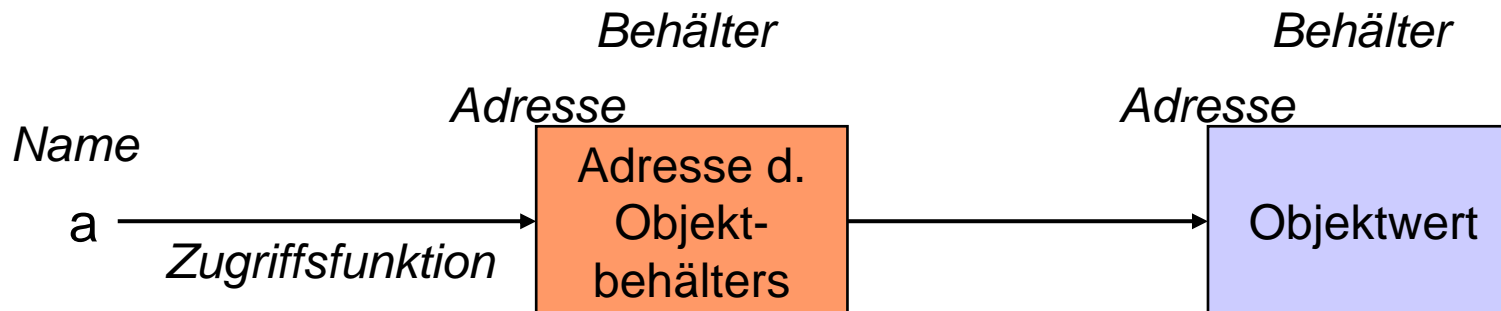 Behälter
Behälter
Adresse
Adresse
Name
Adresse d.
Objekt-
behälters
a
Objektwert
Zugriffsfunktion